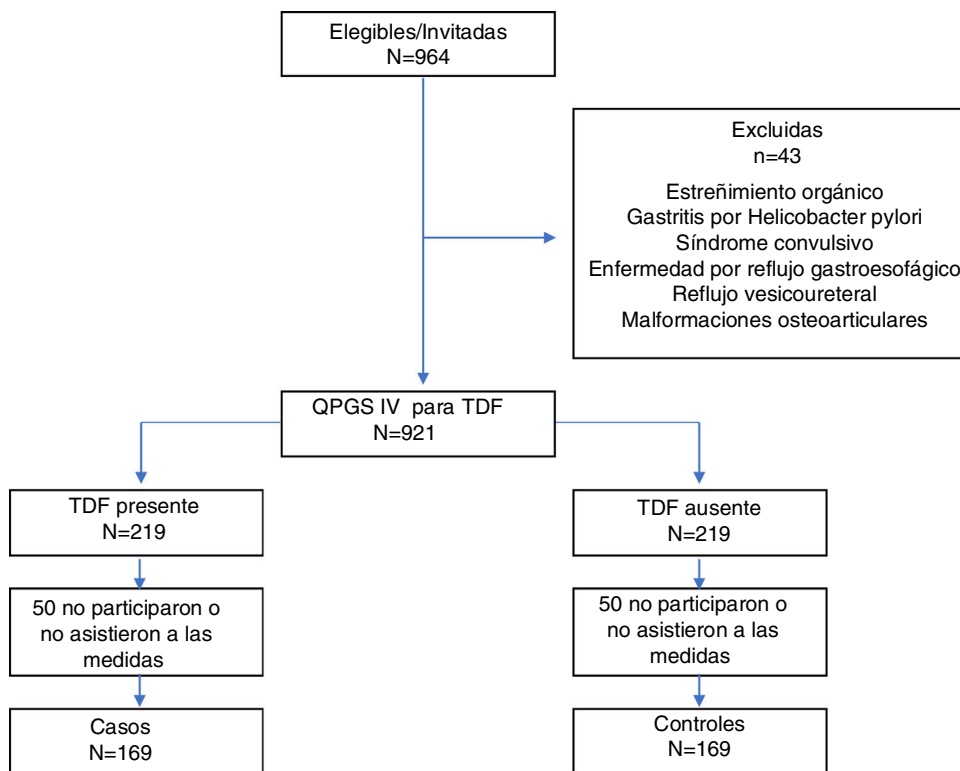 Elegibles/Invitadas
N=964
Excluidas
n=43
Estreñimiento orgánico
Gastritis por Helicobacter pylori
Síndrome convulsivo
Enfermedad por reflujo gastroesofágico
Reflujo vesicoureteral
Malformaciones osteoarticulares
QPGS IV para TDF
N=921
TDF presente
N=219
50 no participaron o
no asistieron a las
medidas
Casos
N=169
TDF ausente
N=219
50 no participaron o
no asistieron a las
medidas
Controles
N=169